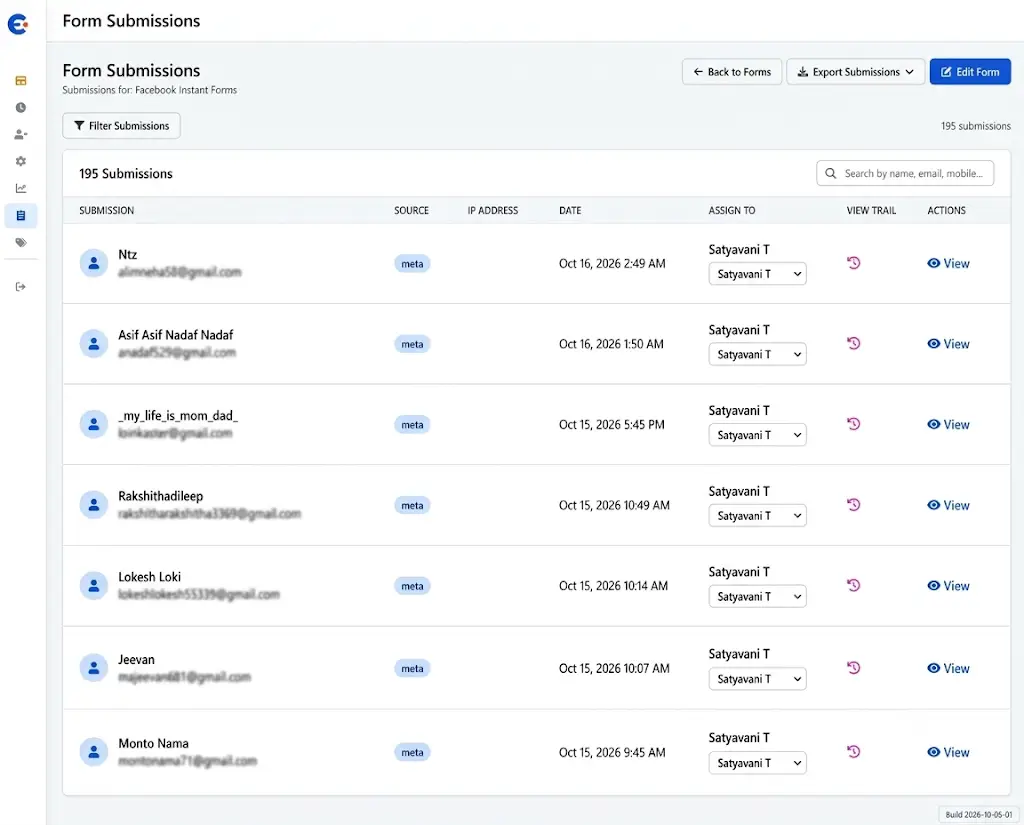 Form Submissions
Form Submissions
Submissions for: Facebook Instant Forms
Back to Forms
Export Submissions
Edit Form
Filter Submissions
195 submissions
195 Submissions
Search by name, email, mobile...
SUBMISSION SOURCE IP ADDRESS DATE ASSIGN TO VIEW TRAIL ACTIONS
Ntz
meta
Oct 16, 2026 2:49 AM
Satyavani T
Satyavani T
View
Asif Asif Nadaf Nadaf
meta
Oct 16, 2026 1:50 AM
Satyavani T
Satyavani T
View
_my_life_is_mom_dad_
meta
Oct 15, 2026 5:45 PM
Satyavani T
Satyavani T
View
Rakshithadileep
meta
Oct 15, 2026 10:49 AM
Satyavani T
Satyavani T
View
Lokesh Loki
meta
Oct 15, 2026 10:14 AM
Satyavani T
Satyavani T
View
Jeevan
meta
Oct 15, 2026 10:07 AM
Satyavani T
Satyavani T
View
Monto Nama
meta
Oct 15, 2026 9:45 AM
Satyavani T
Satyavani T
View
Build 2026-10-05-01